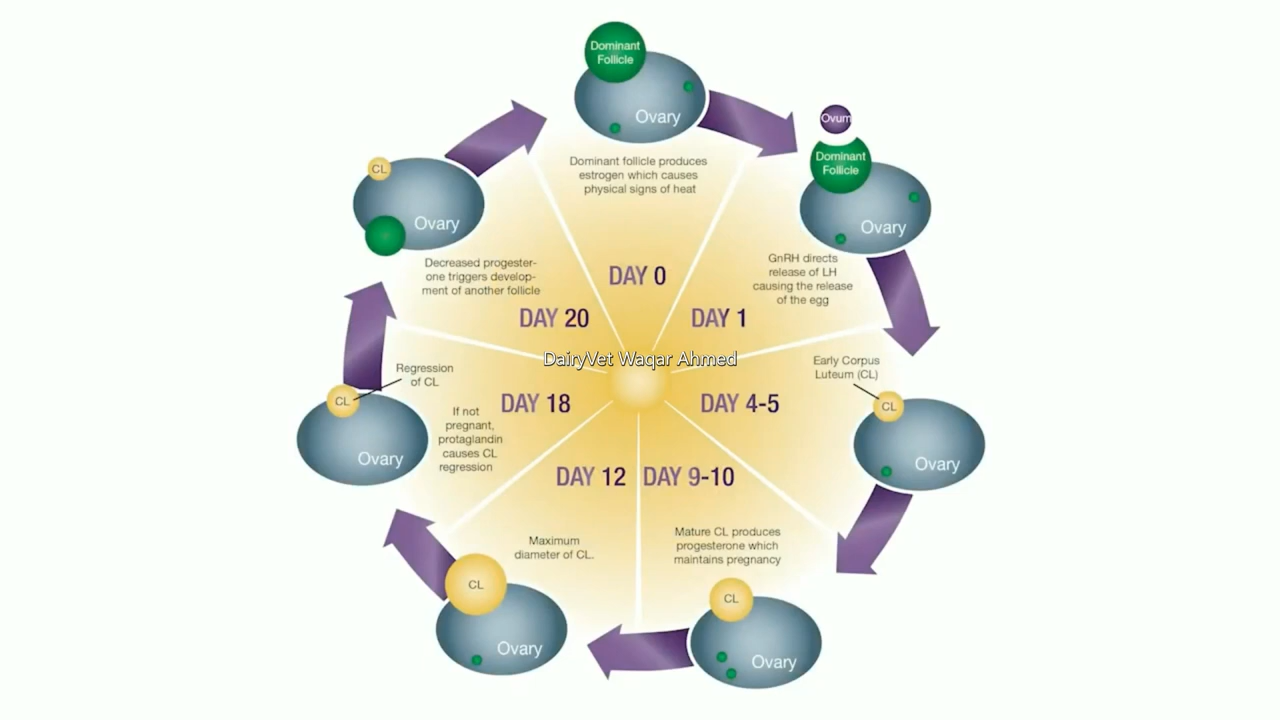 Dominant
Follicle
Ovary
Dominant follicle produces
estrogen which causes
physical signs of heat
DAY 0
Ovum
Dominant
Follicle
Ovary
GnRH directs
release of LH
causing the release
of the egg
DAY 1
Early Corpus
Luteum (CL)
CL
Ovary
DAY 4-5
DAY 9-10
Mature CL produces
progesterone which
maintains pregnancy
CL
Ovary
DAY 12
Maximum
diameter of CL.
CL
Ovary
DAY 18
Regression
of CL
CL
If not
pregnant,
protaglandin
causes CL
regression
Ovary
CL
Ovary
Decreased progester-
one triggers develop-
ment of another follicle
DAY 20
DairyVet Waqar Ahmed